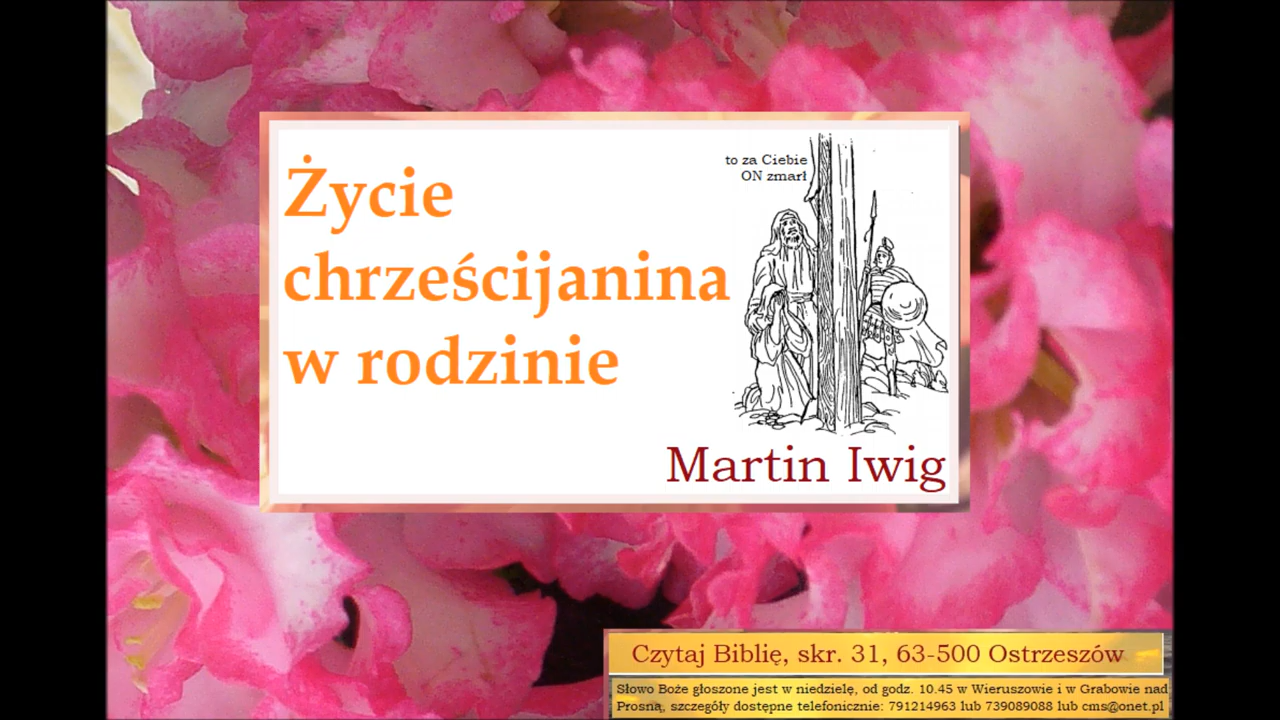 Życie
chrześcijanina
w rodzinie
to za Ciebie
ON zmarł
Martin Iwig
Czytaj Biblię, skr. 31, 63-500 Ostrzeszów
Słowo Boże głoszone jest w niedzielę, od godz. 10.45 w Wieruszowie i w Grabowie nad
Prosną, szczegóły dostępne telefonicznie: 791214963 lub 739089088 lub cms@onet.pl